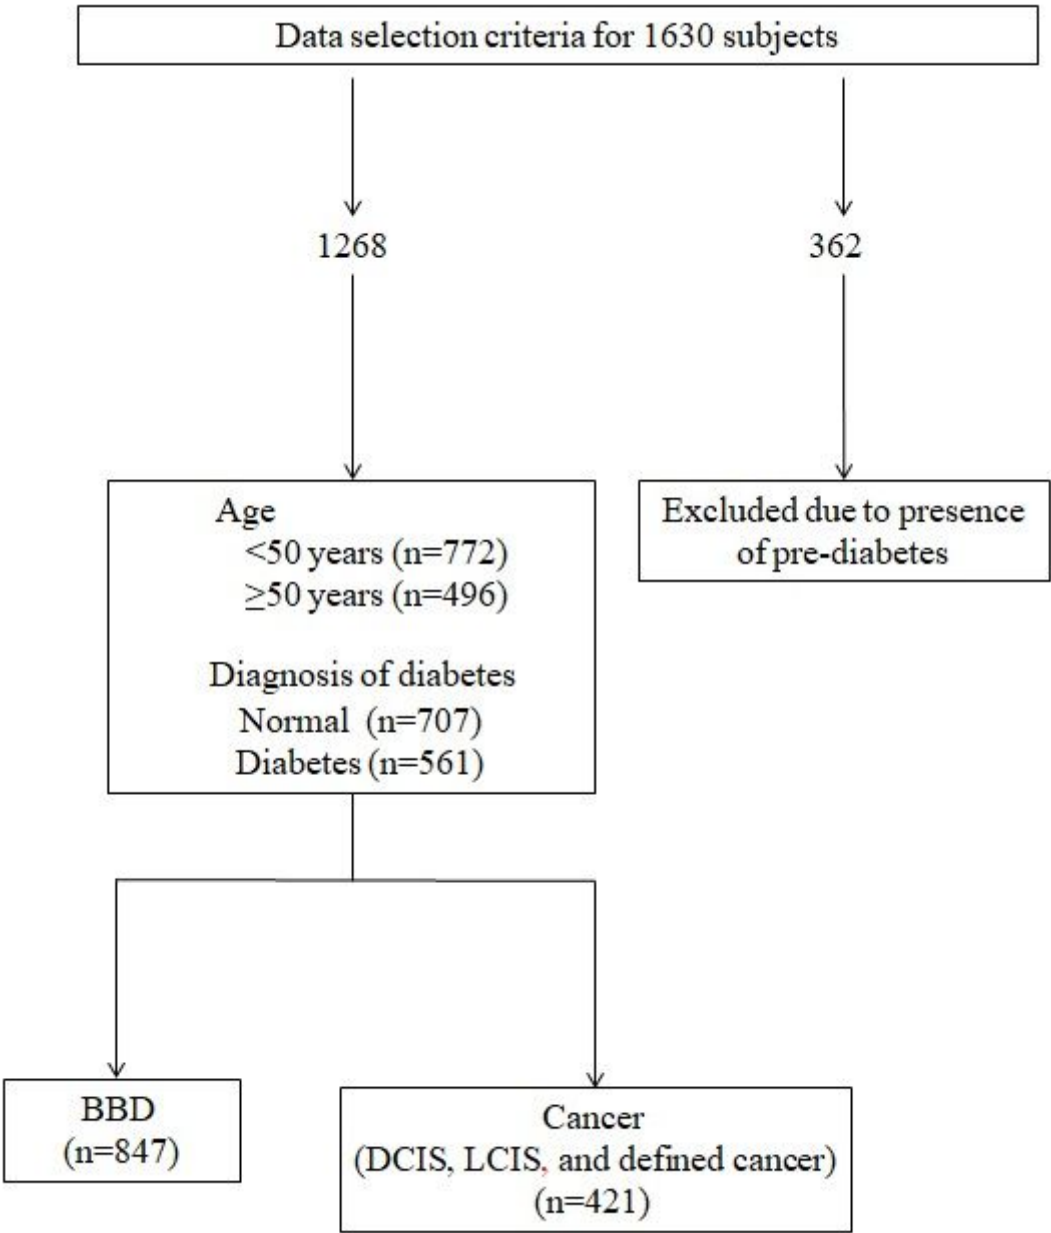 Data selection criteria for 1630 subjects
1268
362
Age
<50 years (n=772)
≥50 years (n=496)
Diagnosis of diabetes
Normal (n=707)
Diabetes (n=561)
Excluded due to presence
of pre-diabetes
BBD
(n=847)
Cancer
(DCIS, LCIS, and defined cancer)
(n=421)